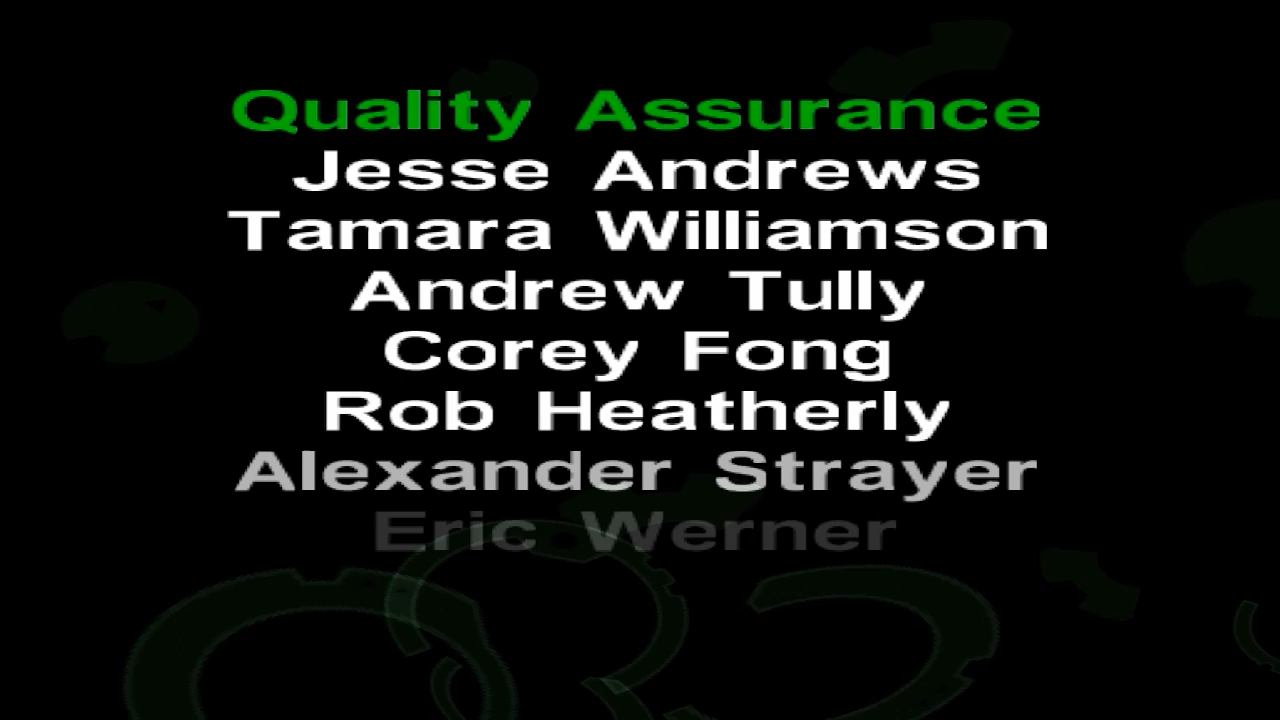 Quality Assurance
Jesse Andrews
Tamara Williamson
Andrew Tully
Corey Fong
Rob Heatherly
Alexander Strayer
Eric Werner